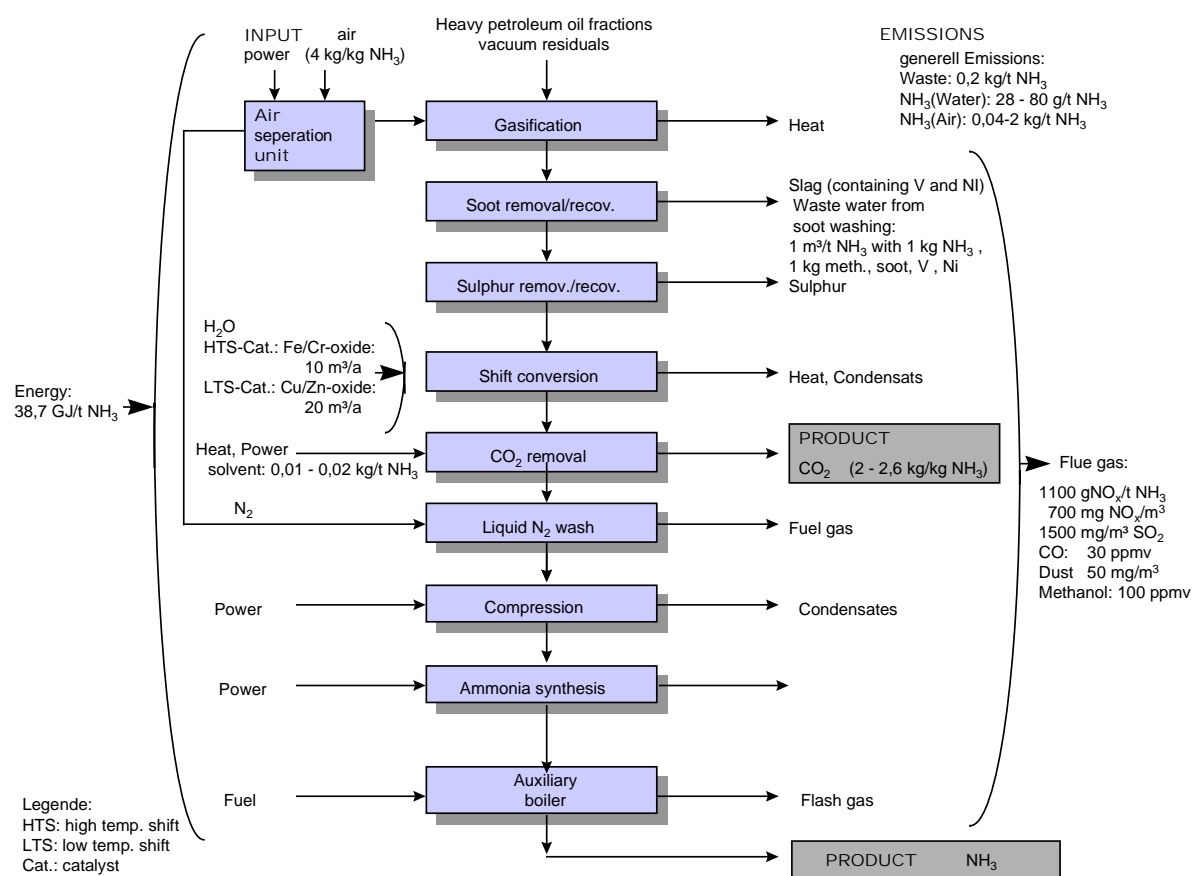 Heavy petroleum oil fractions
vacuum residuals
INPUT
power
air
(4 kg/kg NH₃)
EMISSIONS
generell Emissions:
Waste: 0,2 kg/t NH₃
NH₃(Water): 28 - 80 g/t NH₃
NH₃(Air): 0,04-2 kg/t NH₃
Air
seperation
unit
Gasification
Heat
Soot removal/recov.
Slag (containing V and NI)
Waste water from
soot washing:
1 m³/t NH₃ with 1 kg NH₃ ,
1 kg meth., soot, V , Ni
Sulphur remov./recov.
Sulphur
H₂O
HTS-Cat.: Fe/Cr-oxide:
10 m³/a
LTS-Cat.: Cu/Zn-oxide:
20 m³/a
Shift conversion
Heat, Condensats
Energy:
38,7 GJ/t NH₃
Heat, Power
solvent: 0,01 - 0,02 kg/t NH₃
CO₂ removal
PRODUCT
CO₂ (2 - 2,6 kg/kg NH₃)
Flue gas:
1100 gNOₓ/t NH₃
700 mg NOₓ/m³
1500 mg/m³ SO₂
CO: 30 ppmv
Dust 50 mg/m³
Methanol: 100 ppmv
N₂
Liquid N₂ wash
Fuel gas
Power
Compression
Condensates
Power
Ammonia synthesis
Fuel
Auxiliary
boiler
Flash gas
Legende:
HTS: high temp. shift
LTS: low temp. shift
Cat.: catalyst
PRODUCT NH₃